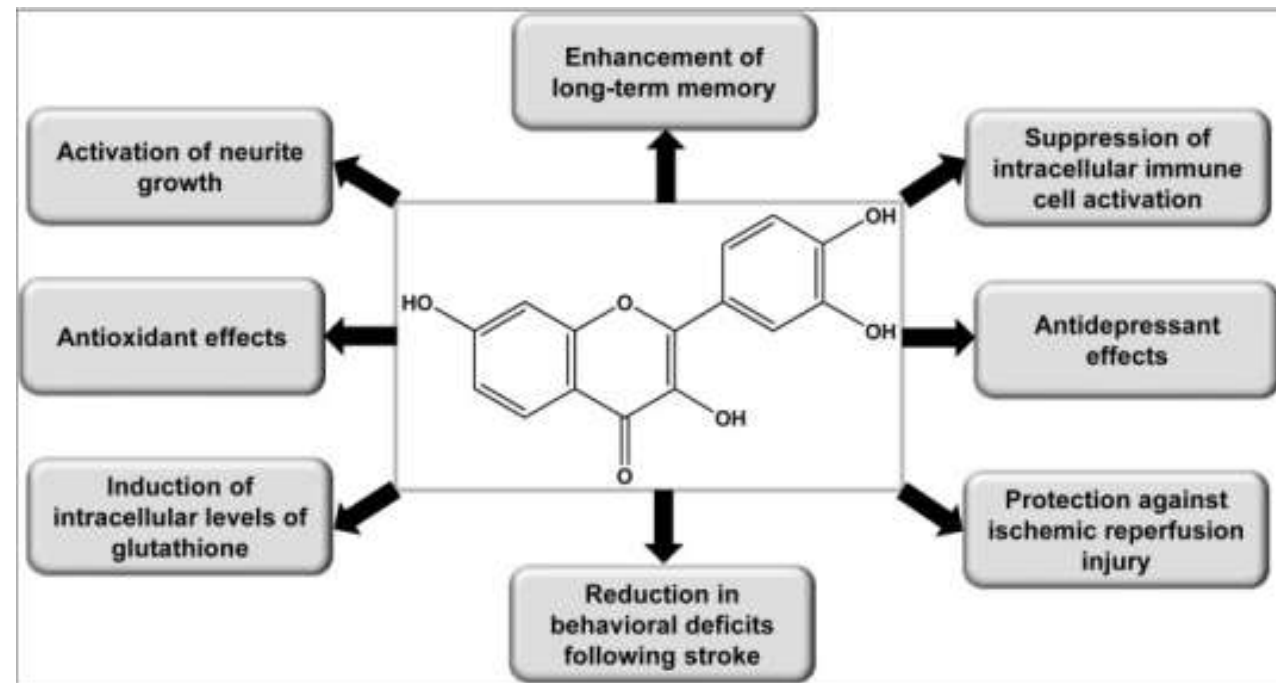 Enhancement of
long-term memory
Activation of neurite
growth
Suppression of
intracellular immune
cell activation
OH
HO
O
OH
Antioxidant effects
Antidepressant
effects
OH
O
Induction of
intracellular levels of
glutathione
Protection against
ischemic reperfusion
injury
Reduction in
behavioral deficits
following stroke